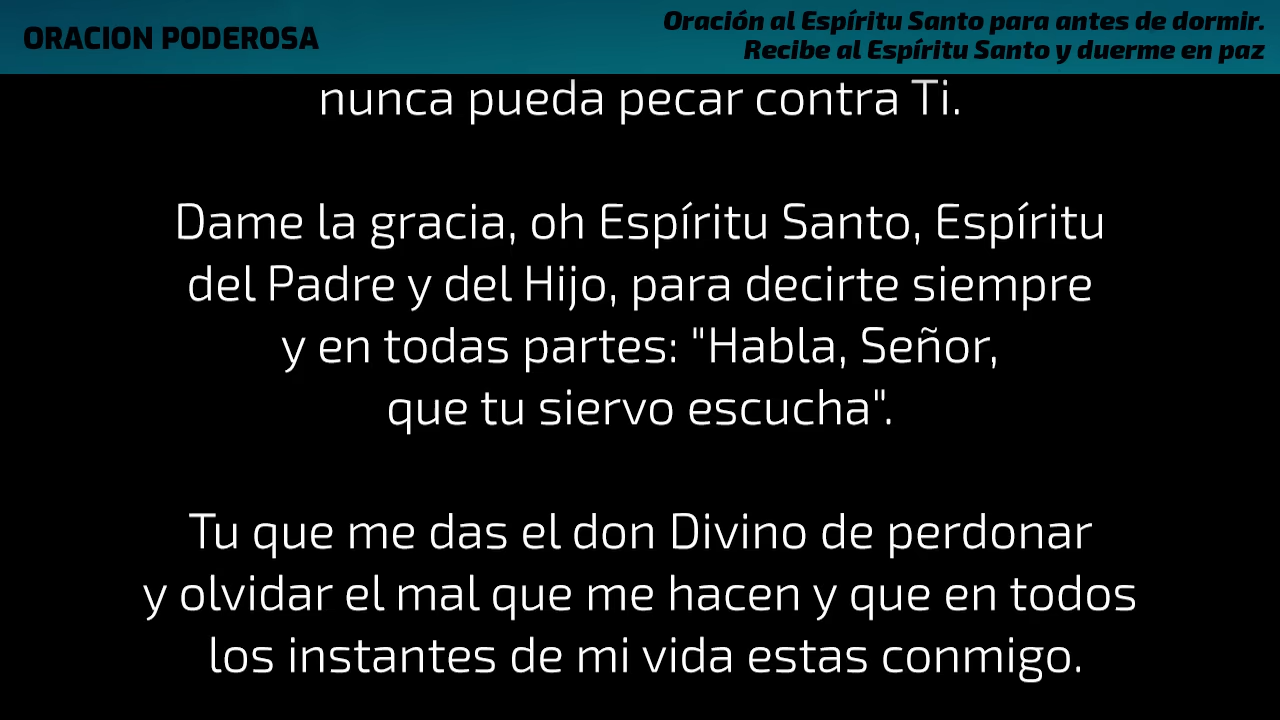 ORACION PODEROSA
Oración al Espíritu Santo para antes de dormir.
Recibe al Espíritu Santo y duerme en paz
nunca pueda pecar contra Ti.
Dame la gracia, oh Espíritu Santo, Espíritu
del Padre y del Hijo, para decirte siempre
y en todas partes: "Habla, Señor,
que tu siervo escucha".
Tu que me das el don Divino de perdonar
y olvidar el mal que me hacen y que en todos
los instantes de mi vida estas conmigo.